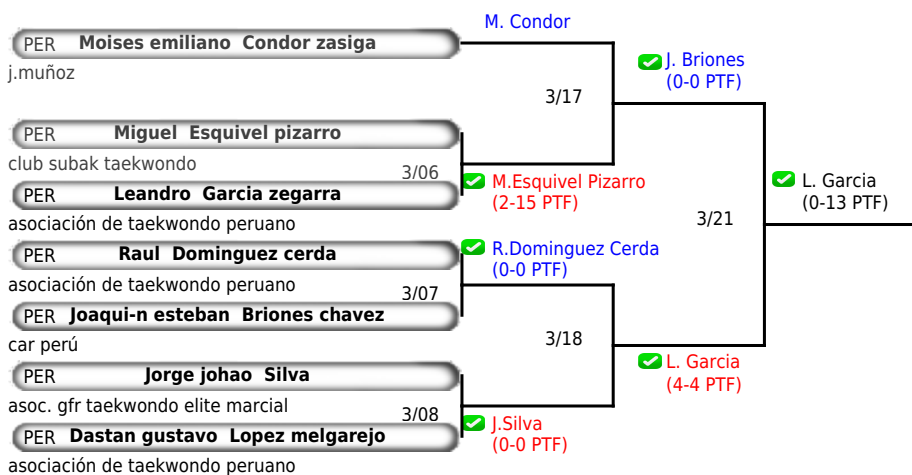 M. Condor
PER Moises emiliano Condor zasiga
j.muñoz
J. Briones
(0-0 PTF)
3/17
PER Miguel Esquivel pizarro
club subak taekwondo
3/06
M.Esquivel Pizarro
(2-15 PTF)
PER Leandro Garcia zegarra
asociación de taekwondo peruano
L. Garcia
(0-13 PTF)
3/21
PER Raul Dominguez cerda
asociación de taekwondo peruano
R.Dominguez Cerda
(0-0 PTF)
3/07
PER Joaqui-n esteban Briones chavez
car perú
3/18
PER Jorge johao Silva
asoc. gfr taekwondo elite marcial
L. Garcia
(4-4 PTF)
3/08
J.Silva
(0-0 PTF)
PER Dastan gustavo Lopez melgarejo
asociación de taekwondo peruano